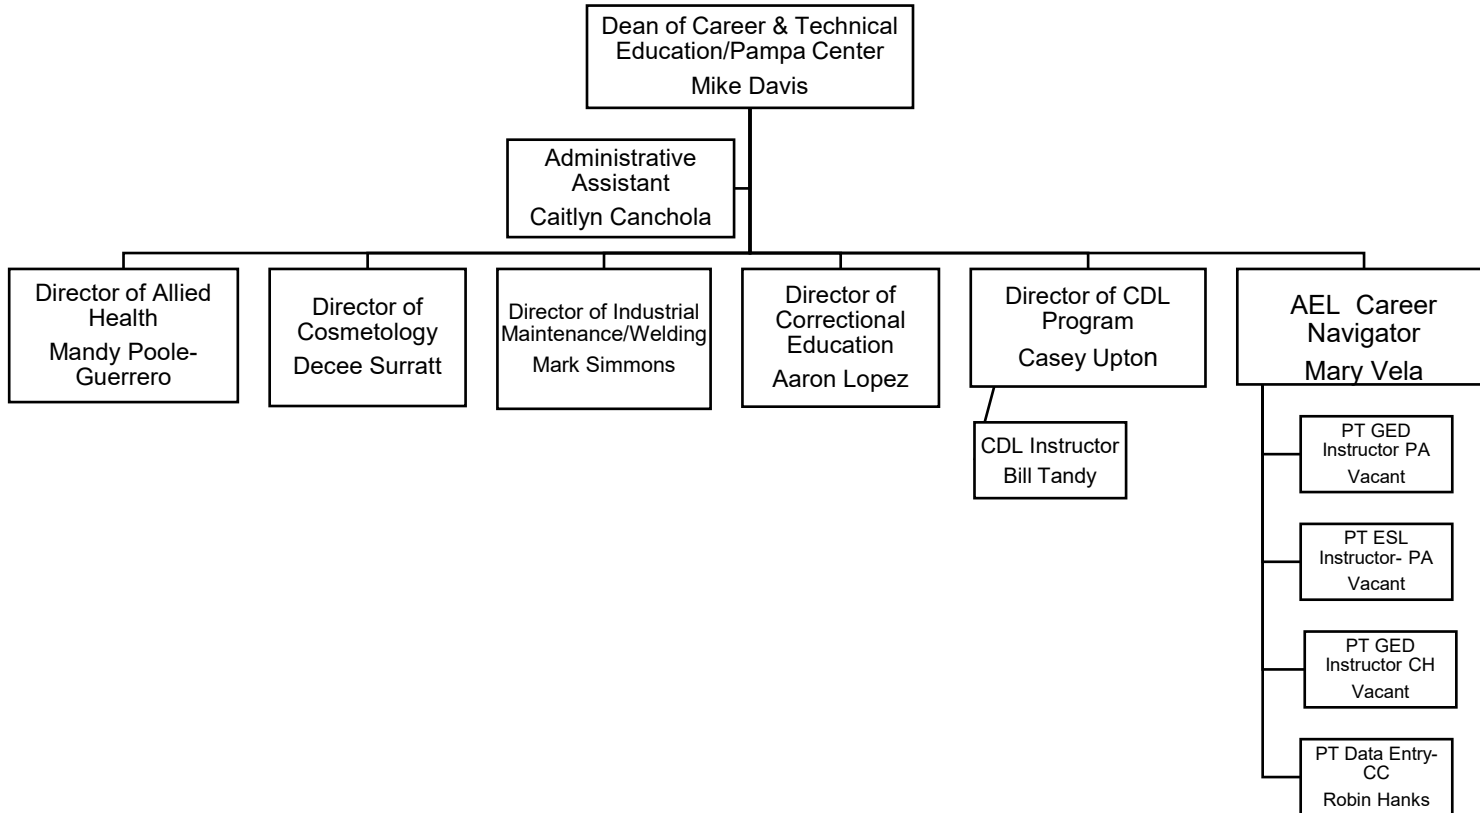 Dean of Career & Technical
Education/Pampa Center
Mike Davis
Administrative
Assistant
Caitlyn Canchola
Director of Allied
Health
Mandy Poole-
Guerrero
Director of
Cosmetology
Decee Surratt
Director of Industrial
Maintenance/Welding
Mark Simmons
Director of
Correctional
Education
Aaron Lopez
Director of CDL
Program
Casey Upton
AEL Career
Navigator
Mary Vela
CDL Instructor
Bill Tandy
PT GED
Instructor PA
Vacant
PT ESL
Instructor- PA
Vacant
PT GED
Instructor CH
Vacant
PT Data Entry-
CC
Robin Hanks